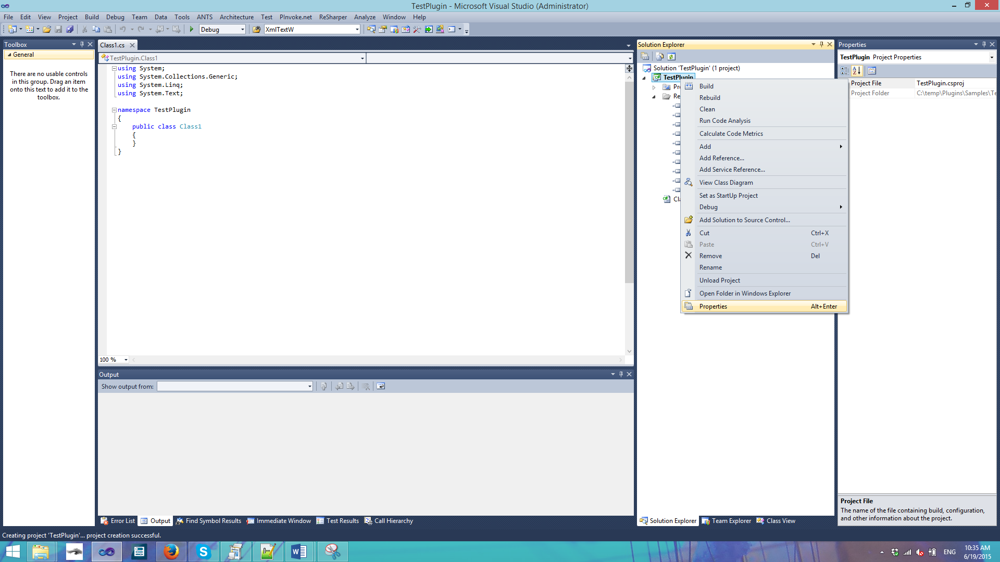 TestPlugin - Microsoft Visual Studio (Administrator)
File Edit View Project Build Debug Team Data Tools ANTS Architecture Test PInvoke.net ReSharper Analyze Window Help
Debug XmlTextW
Toolbox
General
There are no usable controls
in this group. Drag an item
onto this text to add it to the
toolbox.
Class1.cs
TestPlugin.Class1
using System;
using System.Collections.Generic;
using System.Linq;
using System.Text;
namespace TestPlugin
{
public class Class1
{
}
}
100 %
Output
Show output from:
Error List Output Find Symbol Results Immediate Window Test Results Call Hierarchy
Solution Explorer
Solution 'TestPlugin' (1 project)
TestPlugin
Pr
Re
Cla
Build
Rebuild
Clean
Run Code Analysis
Calculate Code Metrics
Add
Add Reference...
Add Service Reference...
View Class Diagram
Set as StartUp Project
Debug
Add Solution to Source Control...
Cut Ctrl+X
Paste Ctrl+V
Remove Del
Rename
Unload Project
Open Folder in Windows Explorer
Properties Alt+Enter
Solution Explorer Team Explorer Class View
Properties
TestPlugin Project Properties
Project File TestPlugin.csproj
Project Folder C:\temp\Plugins\Samples\Te
Project File
The name of the file containing build, configuration,
and other information about the project.
Creating project 'TestPlugin'... project creation successful.
ENG
10:35 AM
6/19/2015